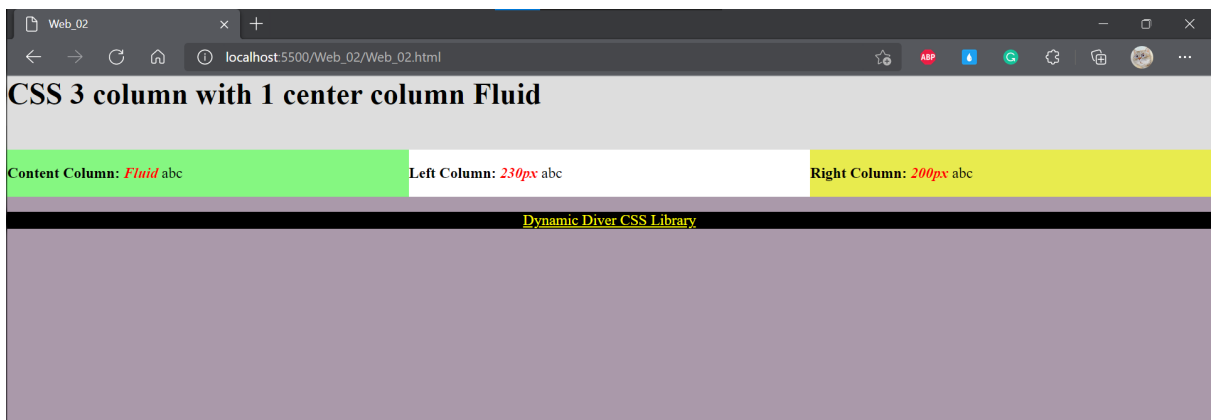 Web_02
localhost:5500/Web_02/Web_02.html
ABP
G
CSS 3 column with 1 center column Fluid
Content Column: Fluid abc
Left Column: 230px abc
Right Column: 200px abc
Dynamic Diver CSS Library